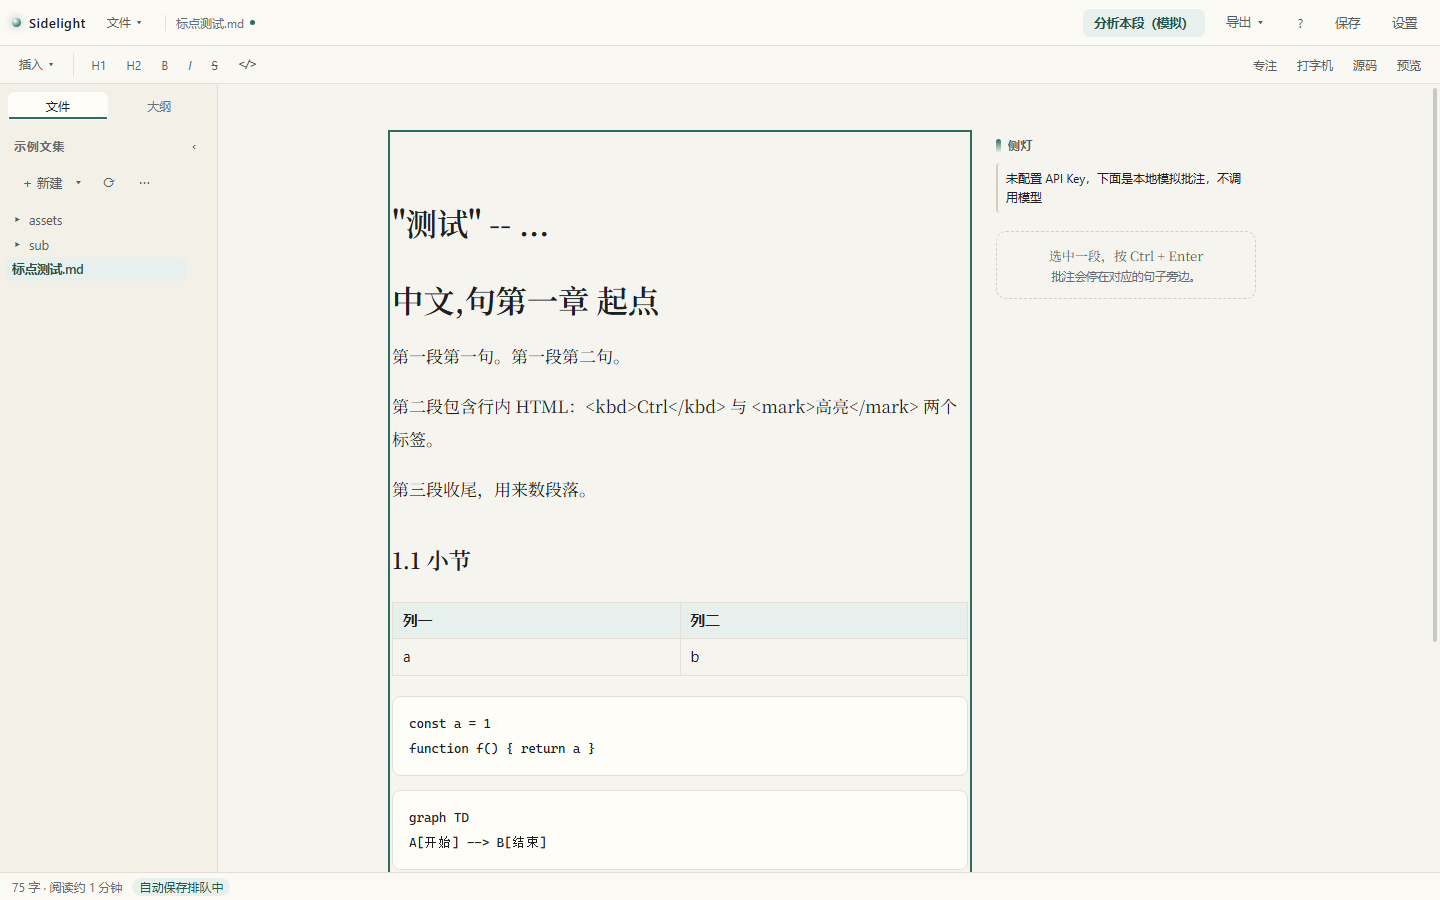 Sidelight 文件 ▾ 标点测试.md ●
分析本段（模拟） 导出 ▾ ? 保存 设置
插入 ▾ H1 H2 B I S </>
专注 打字机 源码 预览
文件 大纲
示例文集 ‹
+ 新建 ▾ ⟳ ···
▸ assets
▸ sub
标点测试.md
"测试" -- ...
中文,句第一章 起点
第一段第一句。第一段第二句。
第二段包含行内 HTML：<kbd>Ctrl</kbd> 与 <mark>高亮</mark> 两个
标签。
第三段收尾，用来数段落。
1.1 小节
列一 列二
a b
const a = 1
function f() { return a }
graph TD
A[开始] --> B[结束]
侧灯
未配置 API Key，下面是本地模拟批注，不调
用模型
选中一段，按 Ctrl + Enter
批注会停在对应的句子旁边。
75 字 · 阅读约 1 分钟 自动保存排队中